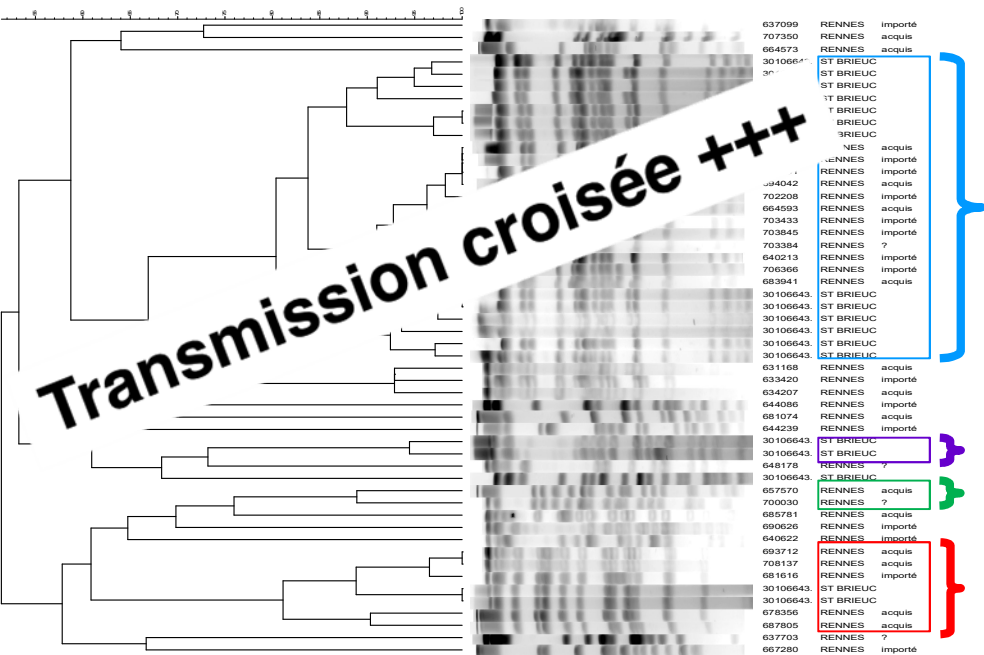 637099 RENNES importé
707350 RENNES acquis
664573 RENNES acquis
ST BRIEUC
ST BRIEUC
ST BRIEUC
ST BRIEUC
BRIEUC
BRIEUC
acquis
importé
importé
RENNES acquis
702208 RENNES importé
664593 RENNES acquis
703433 RENNES importé
703845 RENNES importé
703384 RENNES ?
640213 RENNES importé
706366 RENNES importé
683941 RENNES acquis
30106643. ST BRIEUC
30106643. ST BRIEUC
30106643. ST BRIEUC
30106643. ST BRIEUC
30106643. ST BRIEUC
30106643. ST BRIEUC
631168 RENNES acquis
633420 RENNES importé
634207 RENNES acquis
644086 RENNES importé
681074 RENNES acquis
644239 RENNES importé
30106643. ST BRIEUC
30106643. ST BRIEUC
648178 RENNES ?
30106643. ST BRIEUC
657570 RENNES acquis
700030 RENNES ?
685781 RENNES acquis
690626 RENNES importé
640622 RENNES importé
693712 RENNES acquis
708137 RENNES acquis
681616 RENNES importé
30106643. ST BRIEUC
30106643. ST BRIEUC
678356 RENNES acquis
687805 RENNES acquis
637703 RENNES ?
667280 RENNES importé
Transmission croisée +++